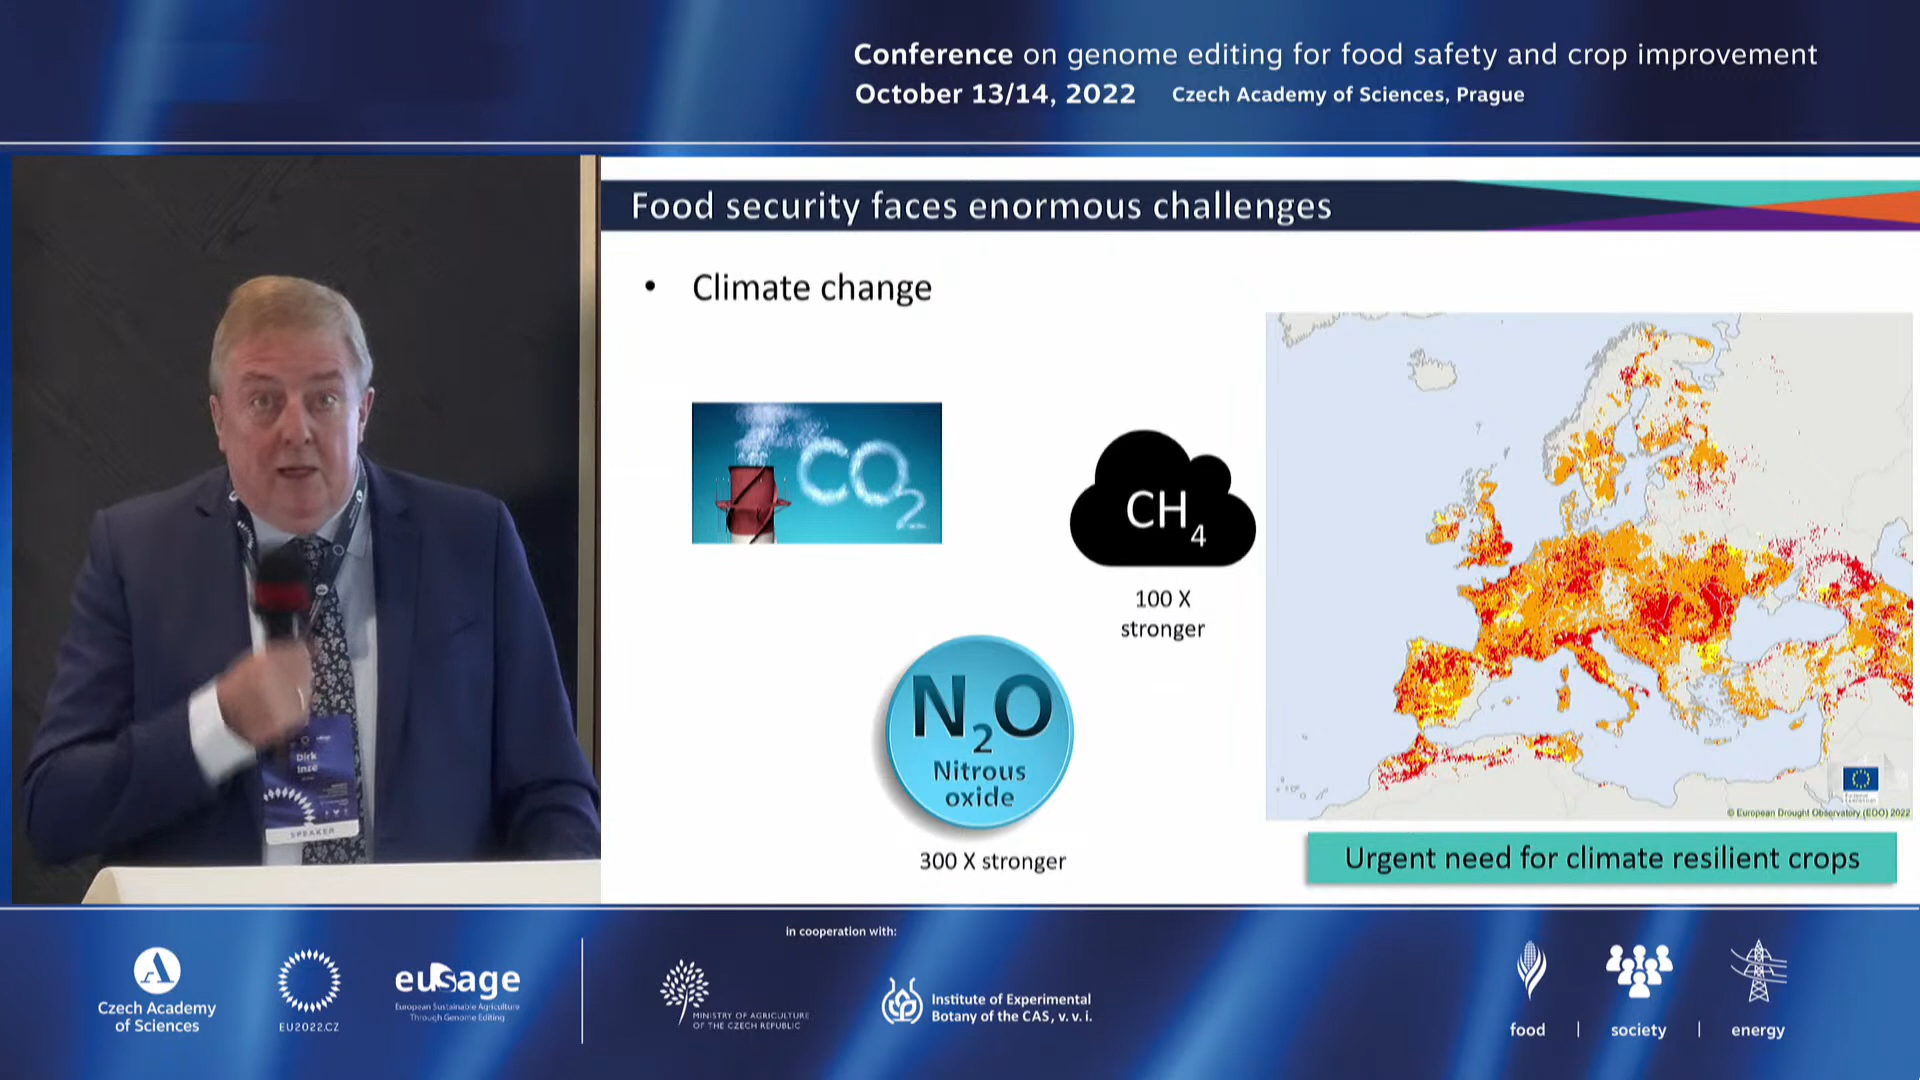 Conference on genome editing for food safety and crop improvement
October 13/14, 2022 Czech Academy of Sciences, Prague
Food security faces enormous challenges
• Climate change
CO2
CH4
100 X
stronger
N2O
Nitrous
oxide
300 X stronger
© European Drought Observatory (EDO) 2022
Urgent need for climate resilient crops
Dirk
Inzé
SPEAKER
in cooperation with:
Czech Academy
of Sciences
EU2022.CZ
eusage
European Sustainable Agriculture
Through Genome Editing
MINISTRY OF AGRICULTURE
OF THE CZECH REPUBLIC
Institute of Experimental
Botany of the CAS, v. v. i.
food | society | energy